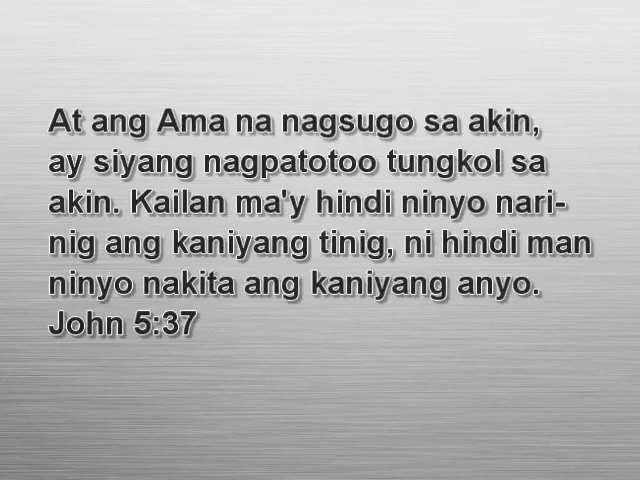 At ang Ama na nagsugo sa akin,
ay siyang nagpatotoo tungkol sa
akin. Kailan ma'y hindi ninyo nari-
nig ang kaniyang tinig, ni hindi man
ninyo nakita ang kaniyang anyo.
John 5:37